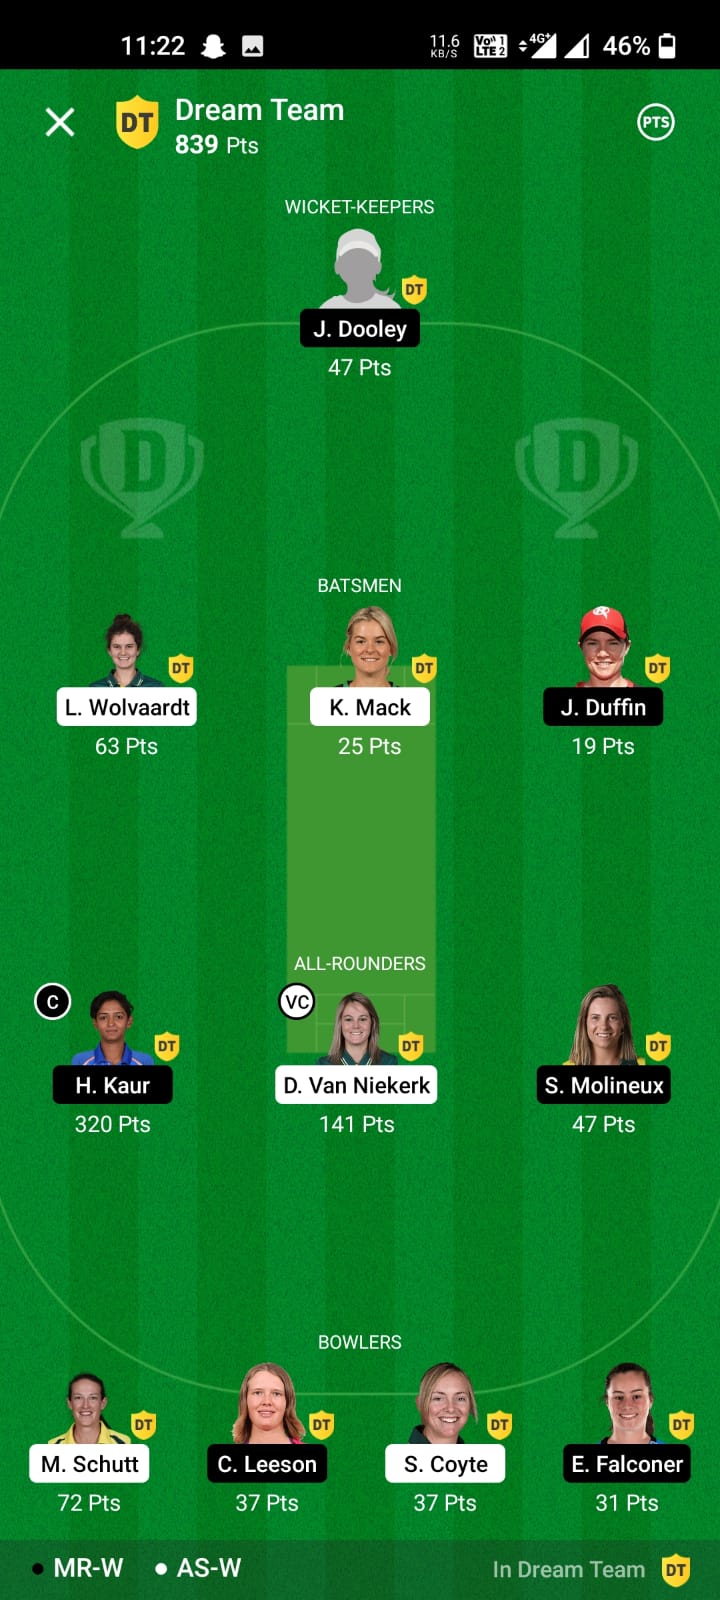 11:22
11.6 KB/S
Vo 1 LTE 2
4G+
46%
DT
Dream Team
839 Pts
PTS
WICKET-KEEPERS
DT
J. Dooley
47 Pts
D
D
BATSMEN
DT
DT
DT
L. Wolvaardt
K. Mack
J. Duffin
63 Pts
25 Pts
19 Pts
ALL-ROUNDERS
C
VC
DT
DT
DT
H. Kaur
D. Van Niekerk
S. Molineux
320 Pts
141 Pts
47 Pts
BOWLERS
DT
DT
DT
DT
M. Schutt
C. Leeson
S. Coyte
E. Falconer
72 Pts
37 Pts
37 Pts
31 Pts
MR-W
AS-W
In Dream Team
DT